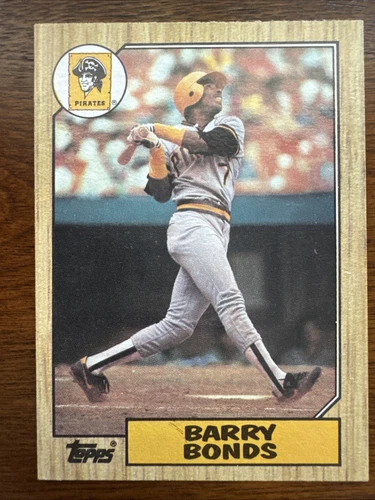 PIRATES ®
BARRY
BONDS
topps ®